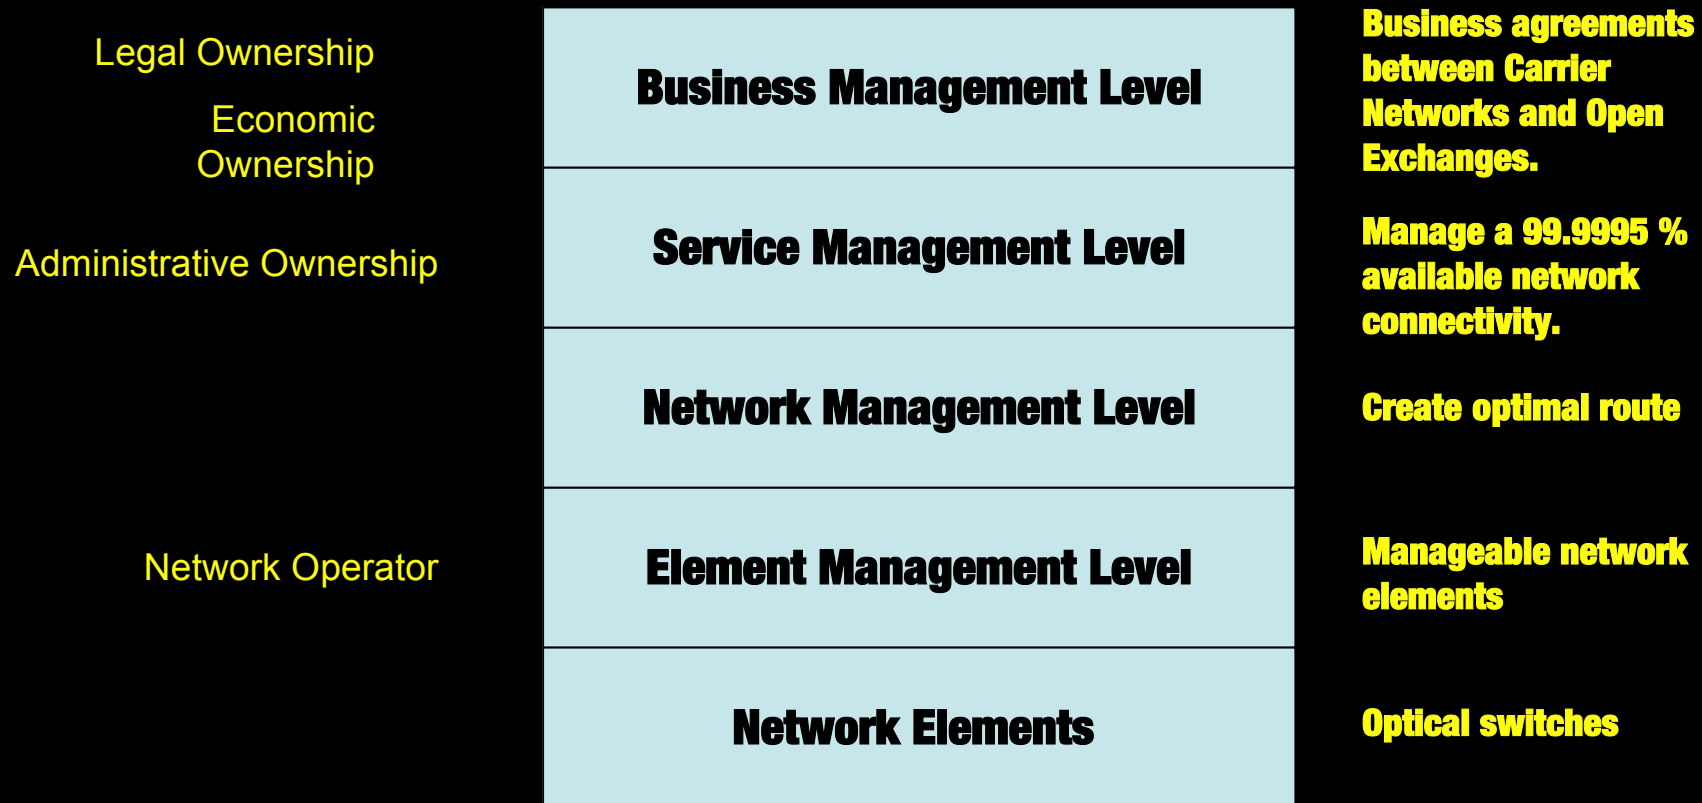 Legal Ownership
Economic
Ownership
Administrative Ownership
Network Operator
Business Management Level
Service Management Level
Network Management Level
Element Management Level
Network Elements
Business agreements
between Carrier
Networks and Open
Exchanges.
Manage a 99.9995 %
available network
connectivity.
Create optimal route
Manageable network
elements
Optical switches